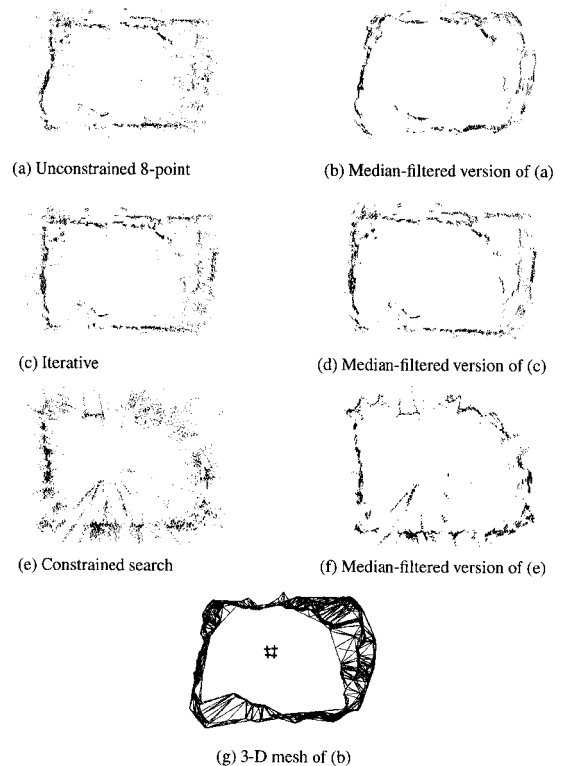 (a) Unconstrained 8-point
(b) Median-filtered version of (a)
(c) Iterative
(d) Median-filtered version of (c)
(e) Constrained search
(f) Median-filtered version of (e)
(g) 3-D mesh of (b)